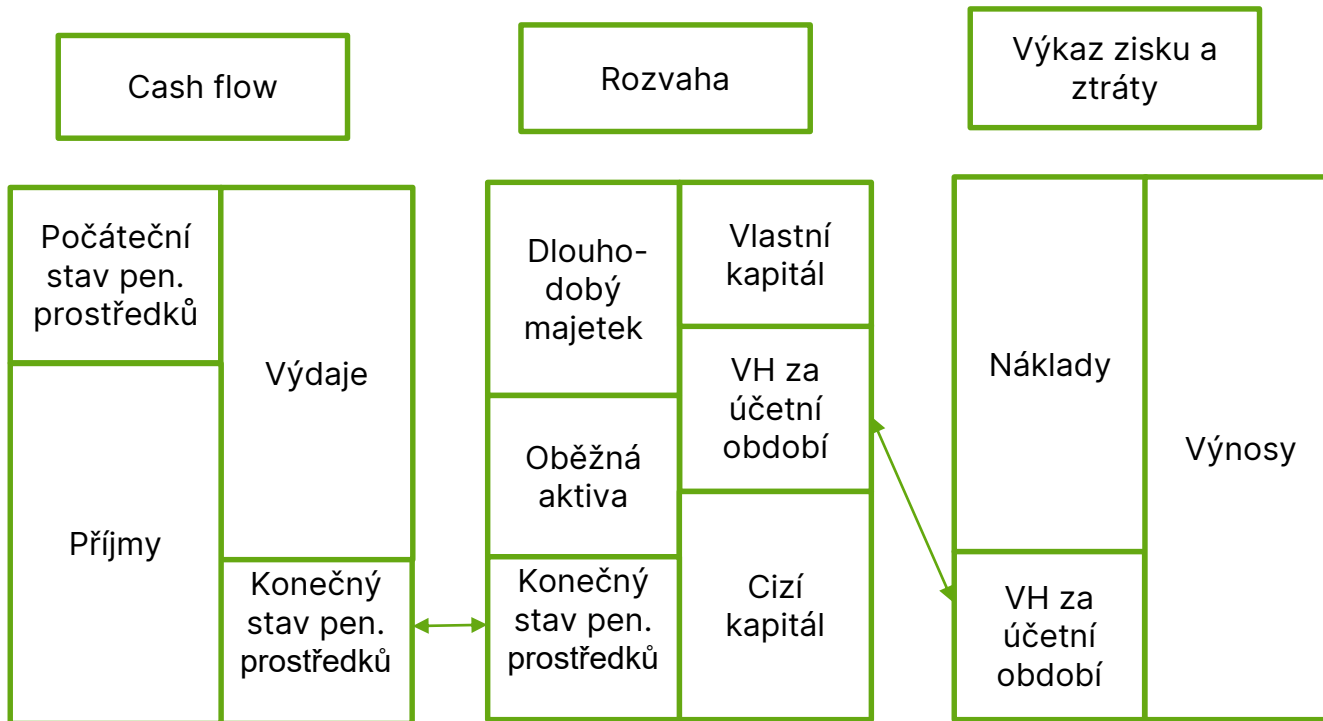 Cash flow
Rozvaha
Výkaz zisku a
ztráty
Počáteční
stav pen.
prostředků
Příjmy
Výdaje
Konečný
stav pen.
prostředků
Dlouho-
dobý
majetek
Oběžná
aktiva
Konečný
stav pen.
prostředků
Vlastní
kapitál
VH za
účetní
období
Cizí
kapitál
Náklady
VH za
účetní
období
Výnosy